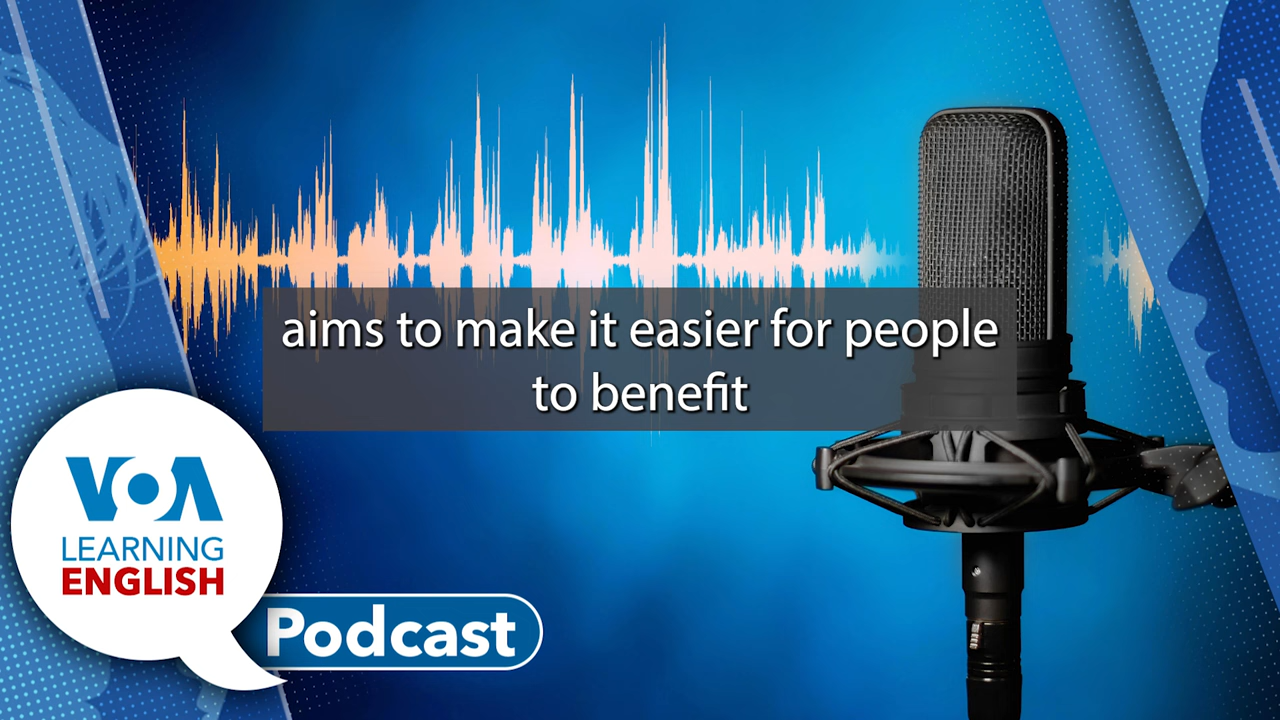 aims to make it easier for people
to benefit
VOA
LEARNING
ENGLISH
Podcast